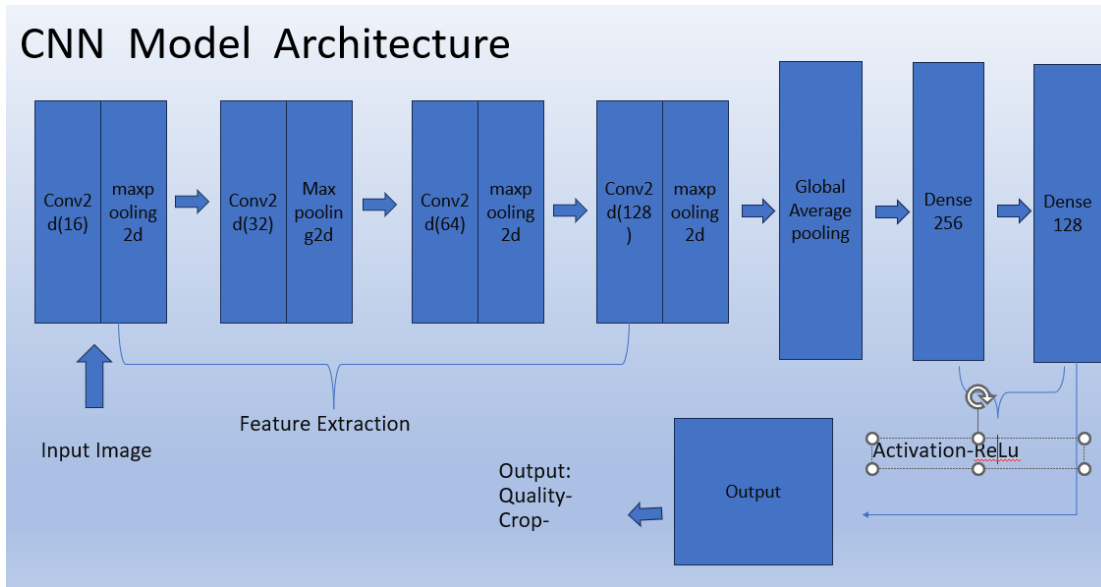 CNN Model Architecture
Conv2
d(16)
maxp
ooling
2d
Conv2
d(32)
Max
poolin
g2d
Conv2
d(64)
maxp
ooling
2d
Conv2
d(128
)
maxp
ooling
2d
Global
Average
pooling
Dense
256
Dense
128
Input Image
Feature Extraction
Activation-ReLu
Output:
Quality-
Crop-
Output